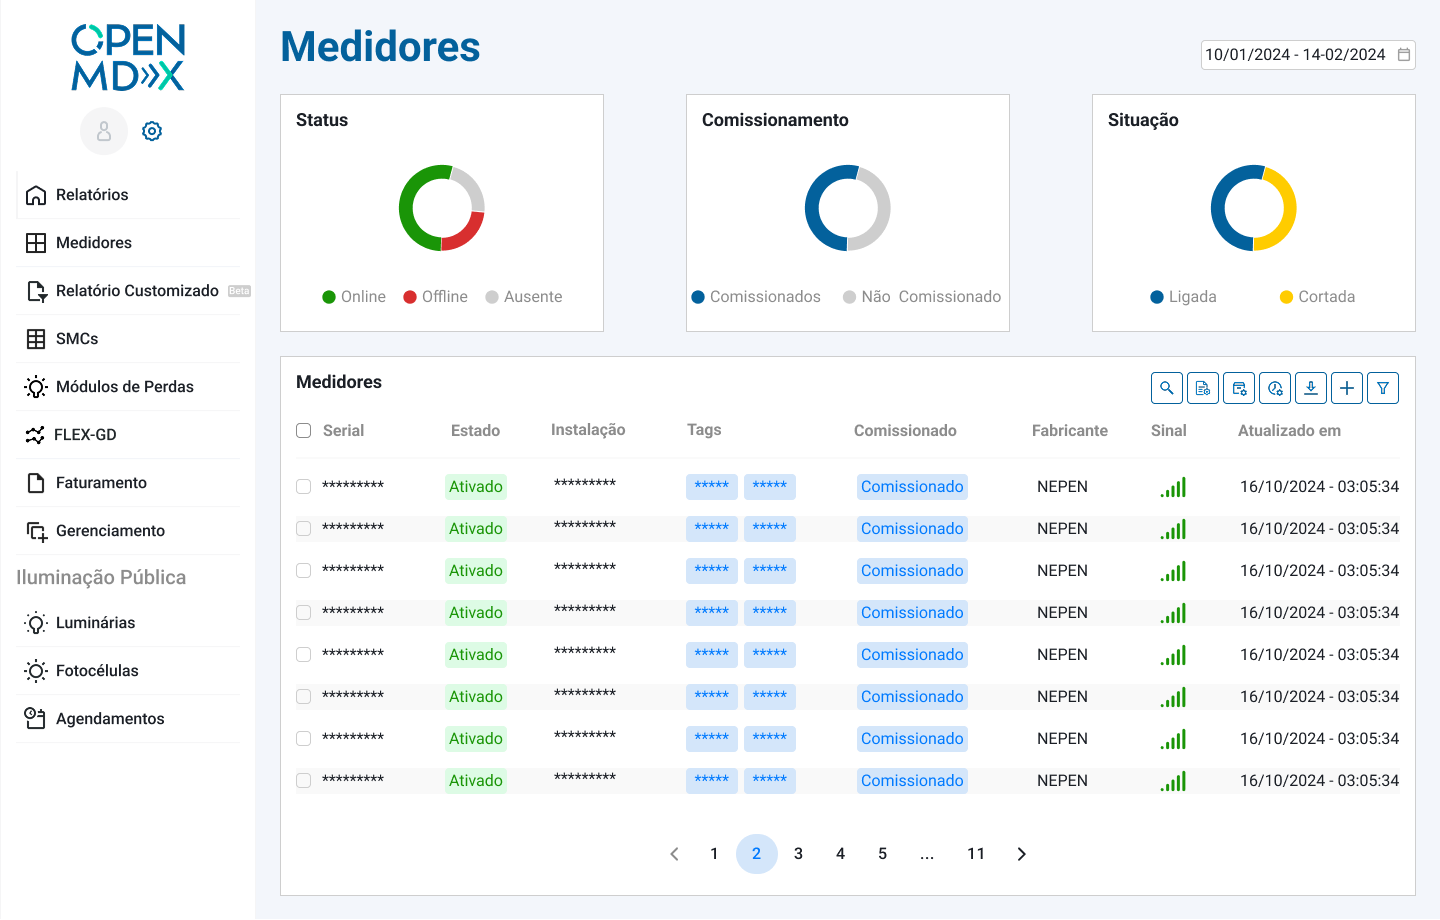 OPEN
MD»X
Relatórios
Medidores
Relatório Customizado Beta
SMCs
Módulos de Perdas
FLEX-GD
Faturamento
Gerenciamento
Iluminação Pública
Luminárias
Fotocélulas
Agendamentos
Medidores
10/01/2024 - 14-02/2024
Status
Online Offline Ausente
Comissionamento
Comissionados Não Comissionado
Situação
Ligada Cortada
Medidores
Serial Estado Instalação Tags Comissionado Fabricante Sinal Atualizado em
********* Ativado ********* ***** ***** Comissionado NEPEN 16/10/2024 - 03:05:34
********* Ativado ********* ***** ***** Comissionado NEPEN 16/10/2024 - 03:05:34
********* Ativado ********* ***** ***** Comissionado NEPEN 16/10/2024 - 03:05:34
********* Ativado ********* ***** ***** Comissionado NEPEN 16/10/2024 - 03:05:34
********* Ativado ********* ***** ***** Comissionado NEPEN 16/10/2024 - 03:05:34
********* Ativado ********* ***** ***** Comissionado NEPEN 16/10/2024 - 03:05:34
********* Ativado ********* ***** ***** Comissionado NEPEN 16/10/2024 - 03:05:34
********* Ativado ********* ***** ***** Comissionado NEPEN 16/10/2024 - 03:05:34
1 2 3 4 5 ... 11